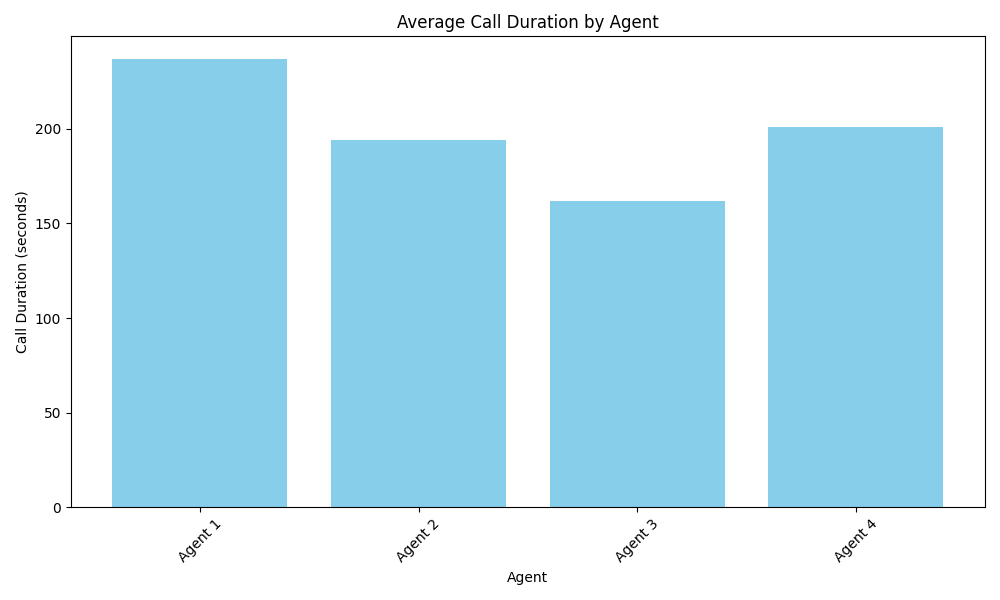 Average Call Duration by Agent
Call Duration (seconds)
200
150
100
50
0
Agent 1
Agent 2
Agent 3
Agent 4
Agent